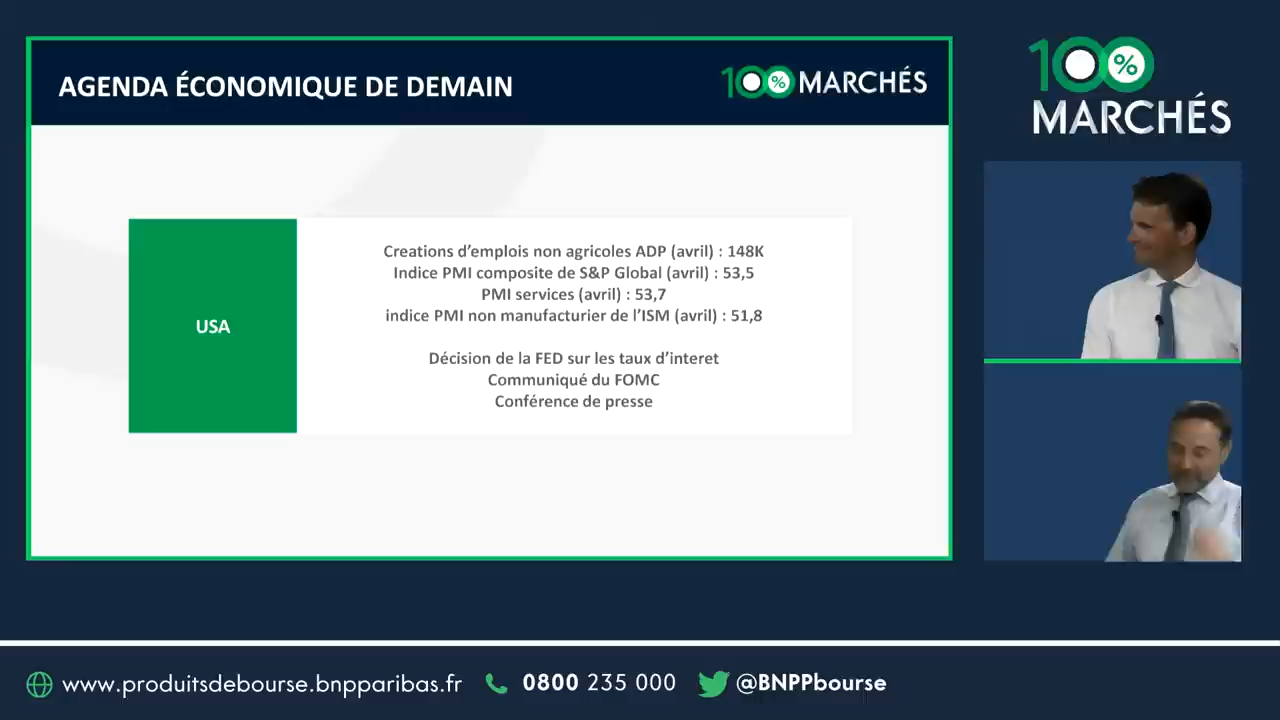 AGENDA ÉCONOMIQUE DE DEMAIN
100% MARCHÉS
100%
MARCHÉS
USA
Creations d'emplois non agricoles ADP (avril) : 148K
Indice PMI composite de S&P Global (avril) : 53,5
PMI services (avril) : 53,7
indice PMI non manufacturier de l'ISM (avril) : 51,8
Décision de la FED sur les taux d'interet
Communiqué du FOMC
Conférence de presse
www.produitsdebourse.bnpparibas.fr
0800 235 000
@BNPPbourse